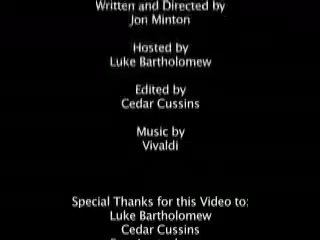 Written and Directed by
Jon Minton
Hosted by
Luke Bartholomew
Edited by
Cedar Cussins
Music by
Vivaldi
Special Thanks for this Video to:
Luke Bartholomew
Cedar Cussins